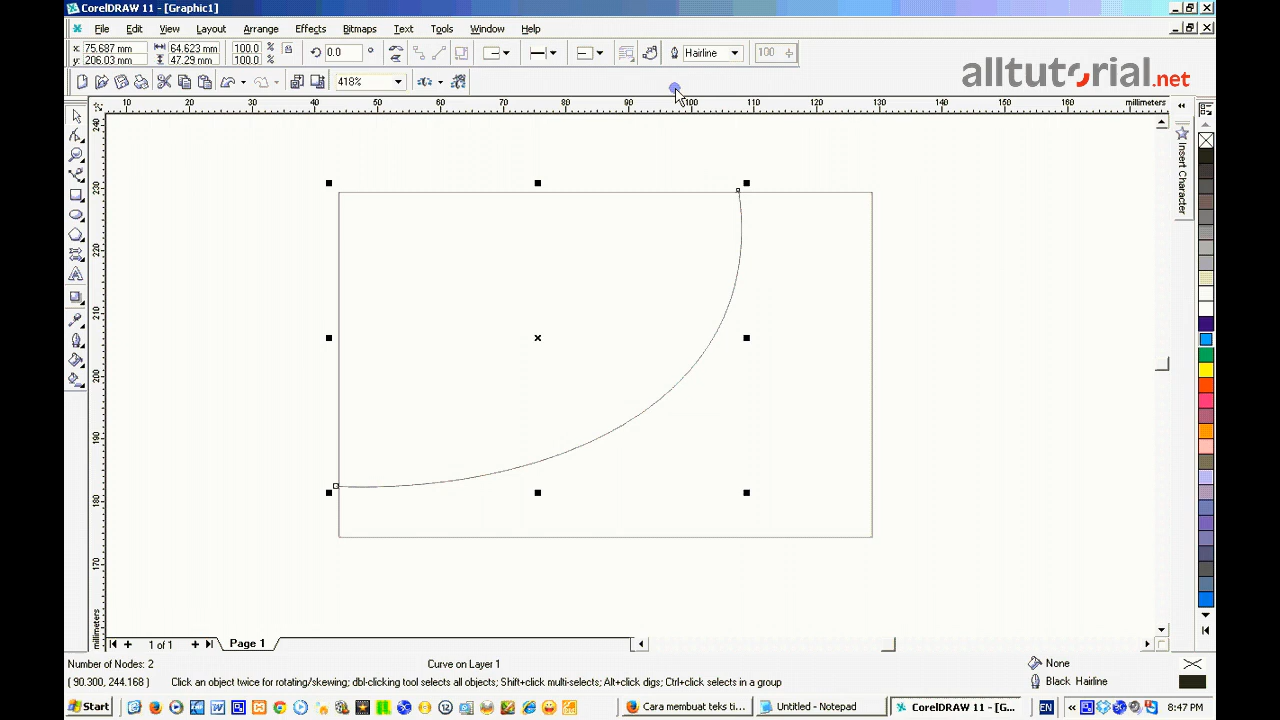 CorelDRAW 11 - [Graphic1]
File Edit View Layout Arrange Effects Bitmaps Text Tools Window Help
x: 75.687 mm 64.623 mm 100.0 % 0.0 ° Hairline 100
y: 206.03 mm 47.29 mm 100.0 %
418%
alltutorial.net
10 20 30 40 50 60 70 80 90 100 110 120 130 140 150 160 millimeters
240
230
220
210
200
190
180
170
millimeters
Insert Character
1 of 1 Page 1
Number of Nodes: 2 Curve on Layer 1 None
( 90.300, 244.168 ) Click an object twice for rotating/skewing; dbl-clicking tool selects all objects; Shift+click multi-selects; Alt+click digs; Ctrl+click selects in a group Black Hairline
Start Cara membuat teks ti... Untitled - Notepad CorelDRAW 11 - [G... EN 8:47 PM